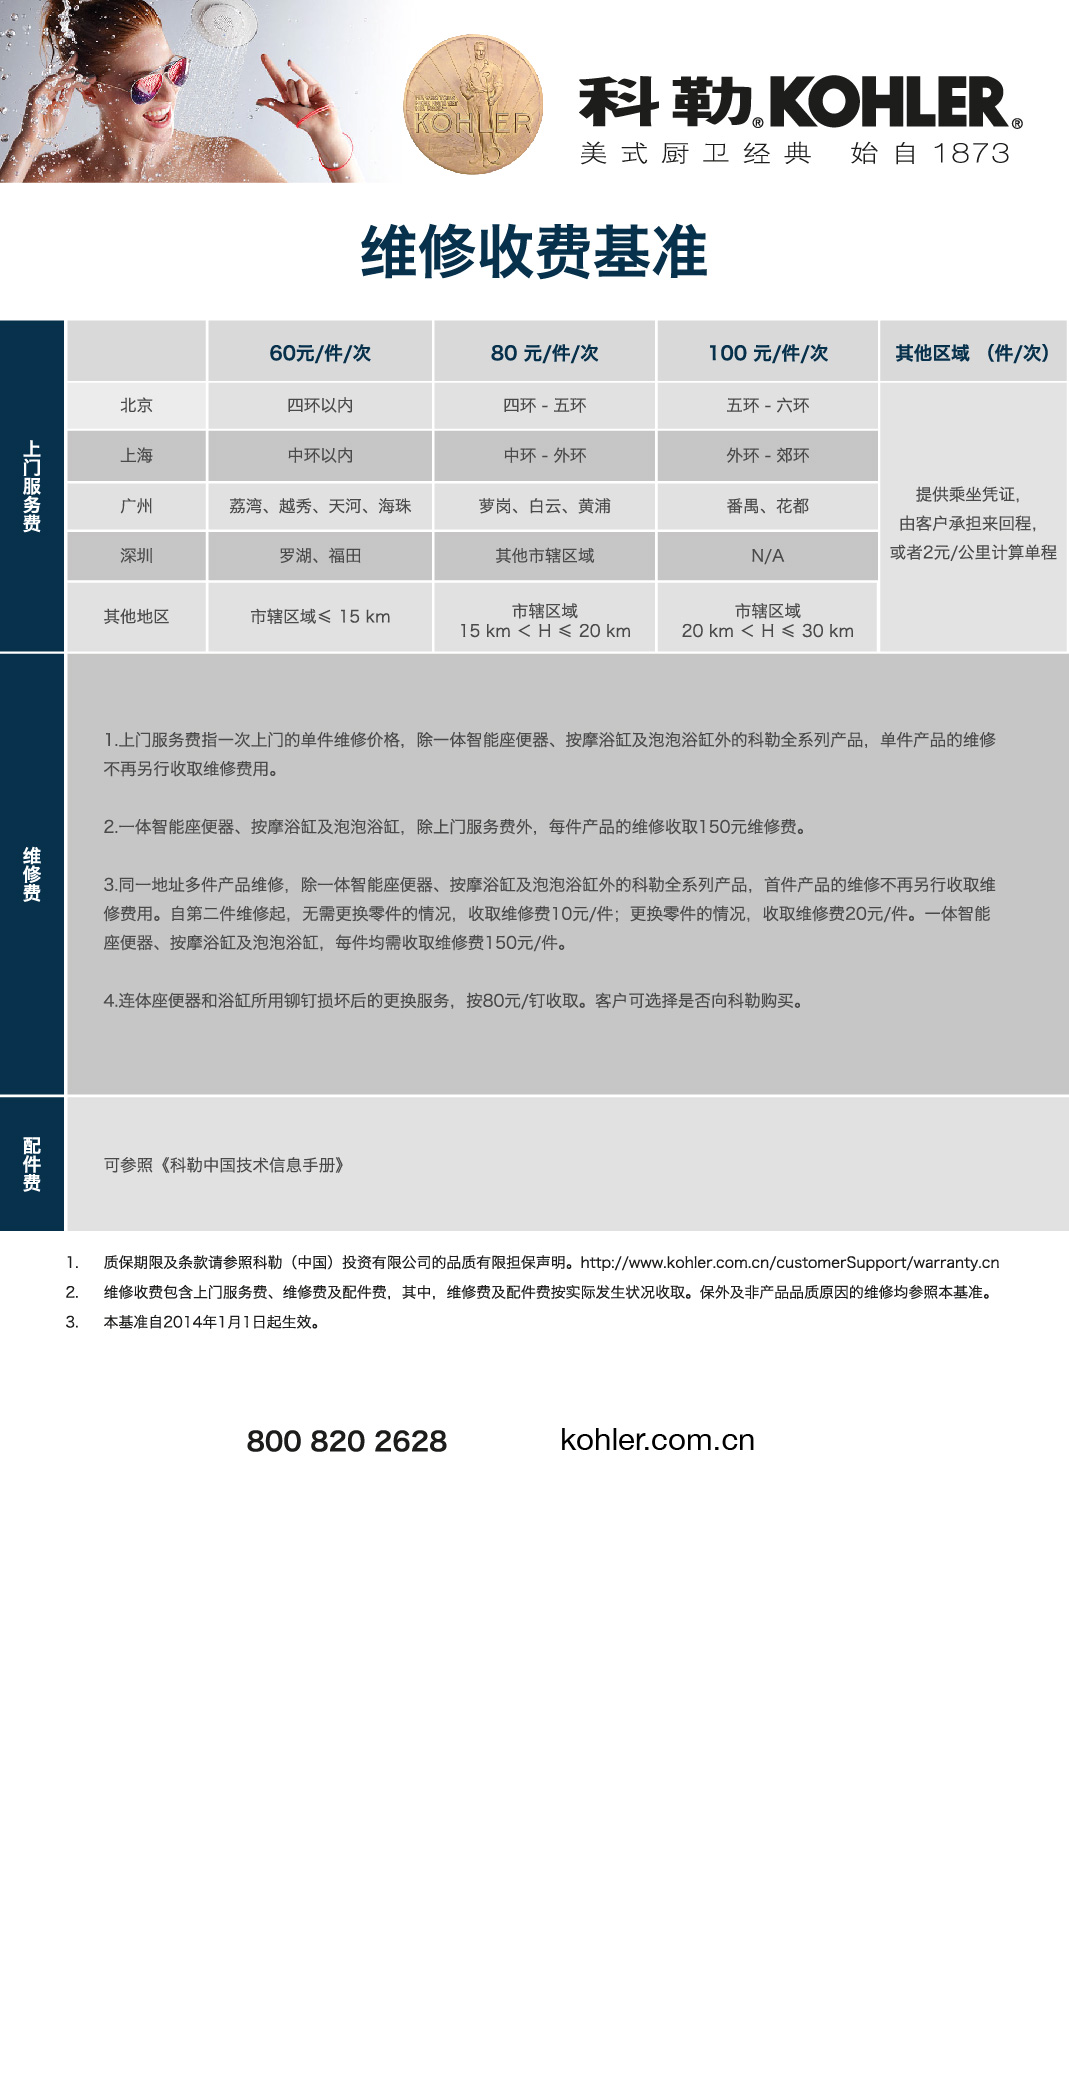 KOHLER
科勒®KOHLER®
美式厨卫经典 始自1873
维修收费基准
上门服务费
60元/件/次 80 元/件/次 100 元/件/次 其他区域 （件/次）
北京 四环以内 四环 - 五环 五环 - 六环
上海 中环以内 中环 - 外环 外环 - 郊环
广州 荔湾、越秀、天河、海珠 萝岗、白云、黄浦 番禺、花都
深圳 罗湖、福田 其他市辖区域 N/A
其他地区 市辖区域≤ 15 km
市辖区域
15 km < H ≤ 20 km
市辖区域
20 km < H ≤ 30 km
提供乘坐凭证，
由客户承担来回程，
或者2元/公里计算单程
维修费
1.上门服务费指一次上门的单件维修价格，除一体智能座便器、按摩浴缸及泡泡浴缸外的科勒全系列产品，单件产品的维修
不再另行收取维修费用。
2.一体智能座便器、按摩浴缸及泡泡浴缸，除上门服务费外，每件产品的维修收取150元维修费。
3.同一地址多件产品维修，除一体智能座便器、按摩浴缸及泡泡浴缸外的科勒全系列产品，首件产品的维修不再另行收取维
修费用。自第二件维修起，无需更换零件的情况，收取维修费10元/件；更换零件的情况，收取维修费20元/件。一体智能
座便器、按摩浴缸及泡泡浴缸，每件均需收取维修费150元/件。
4.连体座便器和浴缸所用铆钉损坏后的更换服务，按80元/钉收取。客户可选择是否向科勒购买。
配件费
可参照《科勒中国技术信息手册》
1. 质保期限及条款请参照科勒（中国）投资有限公司的品质有限担保声明。http://www.kohler.com.cn/customerSupport/warranty.cn
2. 维修收费包含上门服务费、维修费及配件费，其中，维修费及配件费按实际发生状况收取。保外及非产品品质原因的维修均参照本基准。
3. 本基准自2014年1月1日起生效。
800 820 2628 kohler.com.cn